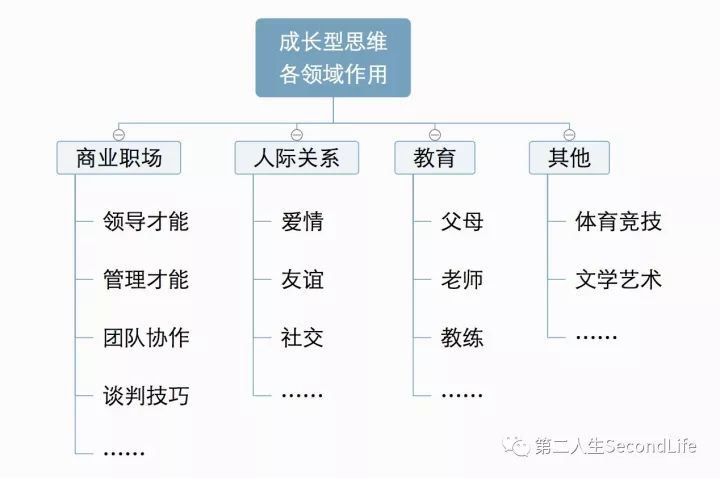 成长型思维
各领域作用
商业职场
领导才能
管理才能
团队协作
谈判技巧
……
人际关系
爱情
友谊
社交
……
教育
父母
老师
教练
……
其他
体育竞技
文学艺术
……
第二人生SecondLife